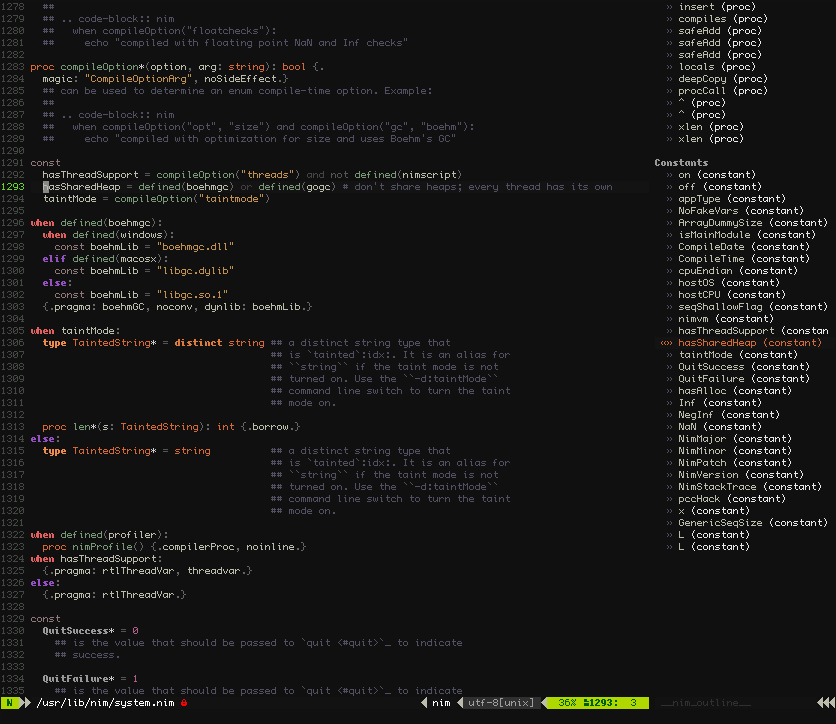 1278   ##
1279   ## .. code-block:: nim
1280   ##   when compileOption("floatchecks"):
1281   ##     echo "compiled with floating point NaN and Inf checks"
1282
1283 proc compileOption*(option, arg: string): bool {.
1284   magic: "CompileOptionArg", noSideEffect.}
1285   ## can be used to determine an enum compile-time option. Example:
1286   ##
1287   ## .. code-block:: nim
1288   ##   when compileOption("opt", "size") and compileOption("gc", "boehm"):
1289   ##     echo "compiled with optimization for size and uses Boehm's GC"
1290
1291 const
1292   hasThreadSupport = compileOption("threads") and not defined(nimscript)
1293   hasSharedHeap = defined(boehmgc) or defined(gogc) # don't share heaps; every thread has its own
1294   taintMode = compileOption("taintmode")
1295
1296 when defined(boehmgc):
1297   when defined(windows):
1298     const boehmLib = "boehmgc.dll"
1299   elif defined(macosx):
1300     const boehmLib = "libgc.dylib"
1301   else:
1302     const boehmLib = "libgc.so.1"
1303   {.pragma: boehmGC, noconv, dynlib: boehmLib.}
1304
1305 when taintMode:
1306   type TaintedString* = distinct string ## a distinct string type that
1307                                         ## is `tainted`:idx:. It is an alias for
1308                                         ## ``string`` if the taint mode is not
1309                                         ## turned on. Use the ``-d:taintMode``
1310                                         ## command line switch to turn the taint
1311                                         ## mode on.
1312
1313   proc len*(s: TaintedString): int {.borrow.}
1314 else:
1315   type TaintedString* = string          ## a distinct string type that
1316                                         ## is `tainted`:idx:. It is an alias for
1317                                         ## ``string`` if the taint mode is not
1318                                         ## turned on. Use the ``-d:taintMode``
1319                                         ## command line switch to turn the taint
1320                                         ## mode on.
1321
1322 when defined(profiler):
1323   proc nimProfile() {.compilerProc, noinline.}
1324 when hasThreadSupport:
1325   {.pragma: rtlThreadVar, threadvar.}
1326 else:
1327   {.pragma: rtlThreadVar.}
1328
1329 const
1330   QuitSuccess* = 0
1331     ## is the value that should be passed to `quit <#quit>`_ to indicate
1332     ## success.
1333
1334   QuitFailure* = 1
1335     ## is the value that should be passed to `quit <#quit>`_ to indicate
N /usr/lib/nim/system.nim
nim utf-8[unix] 36% 1293: 3
» insert (proc)
» compiles (proc)
» safeAdd (proc)
» safeAdd (proc)
» safeAdd (proc)
» locals (proc)
» deepCopy (proc)
» procCall (proc)
» ^ (proc)
» ^ (proc)
» xlen (proc)
» xlen (proc)
Constants
» on (constant)
» off (constant)
» appType (constant)
» NoFakeVars (constant)
» ArrayDummySize (constant)
» isMainModule (constant)
» CompileDate (constant)
» CompileTime (constant)
» cpuEndian (constant)
» hostOS (constant)
» hostCPU (constant)
» seqShallowFlag (constant)
» nimvm (constant)
» hasThreadSupport (constan
hasSharedHeap (constant)
» taintMode (constant)
» QuitSuccess (constant)
» QuitFailure (constant)
» hasAlloc (constant)
» Inf (constant)
» NegInf (constant)
» NaN (constant)
» NimMajor (constant)
» NimMinor (constant)
» NimPatch (constant)
» NimVersion (constant)
» NimStackTrace (constant)
» pccHack (constant)
» x (constant)
» GenericSeqSize (constant)
» L (constant)
» L (constant)
__nim_outline__